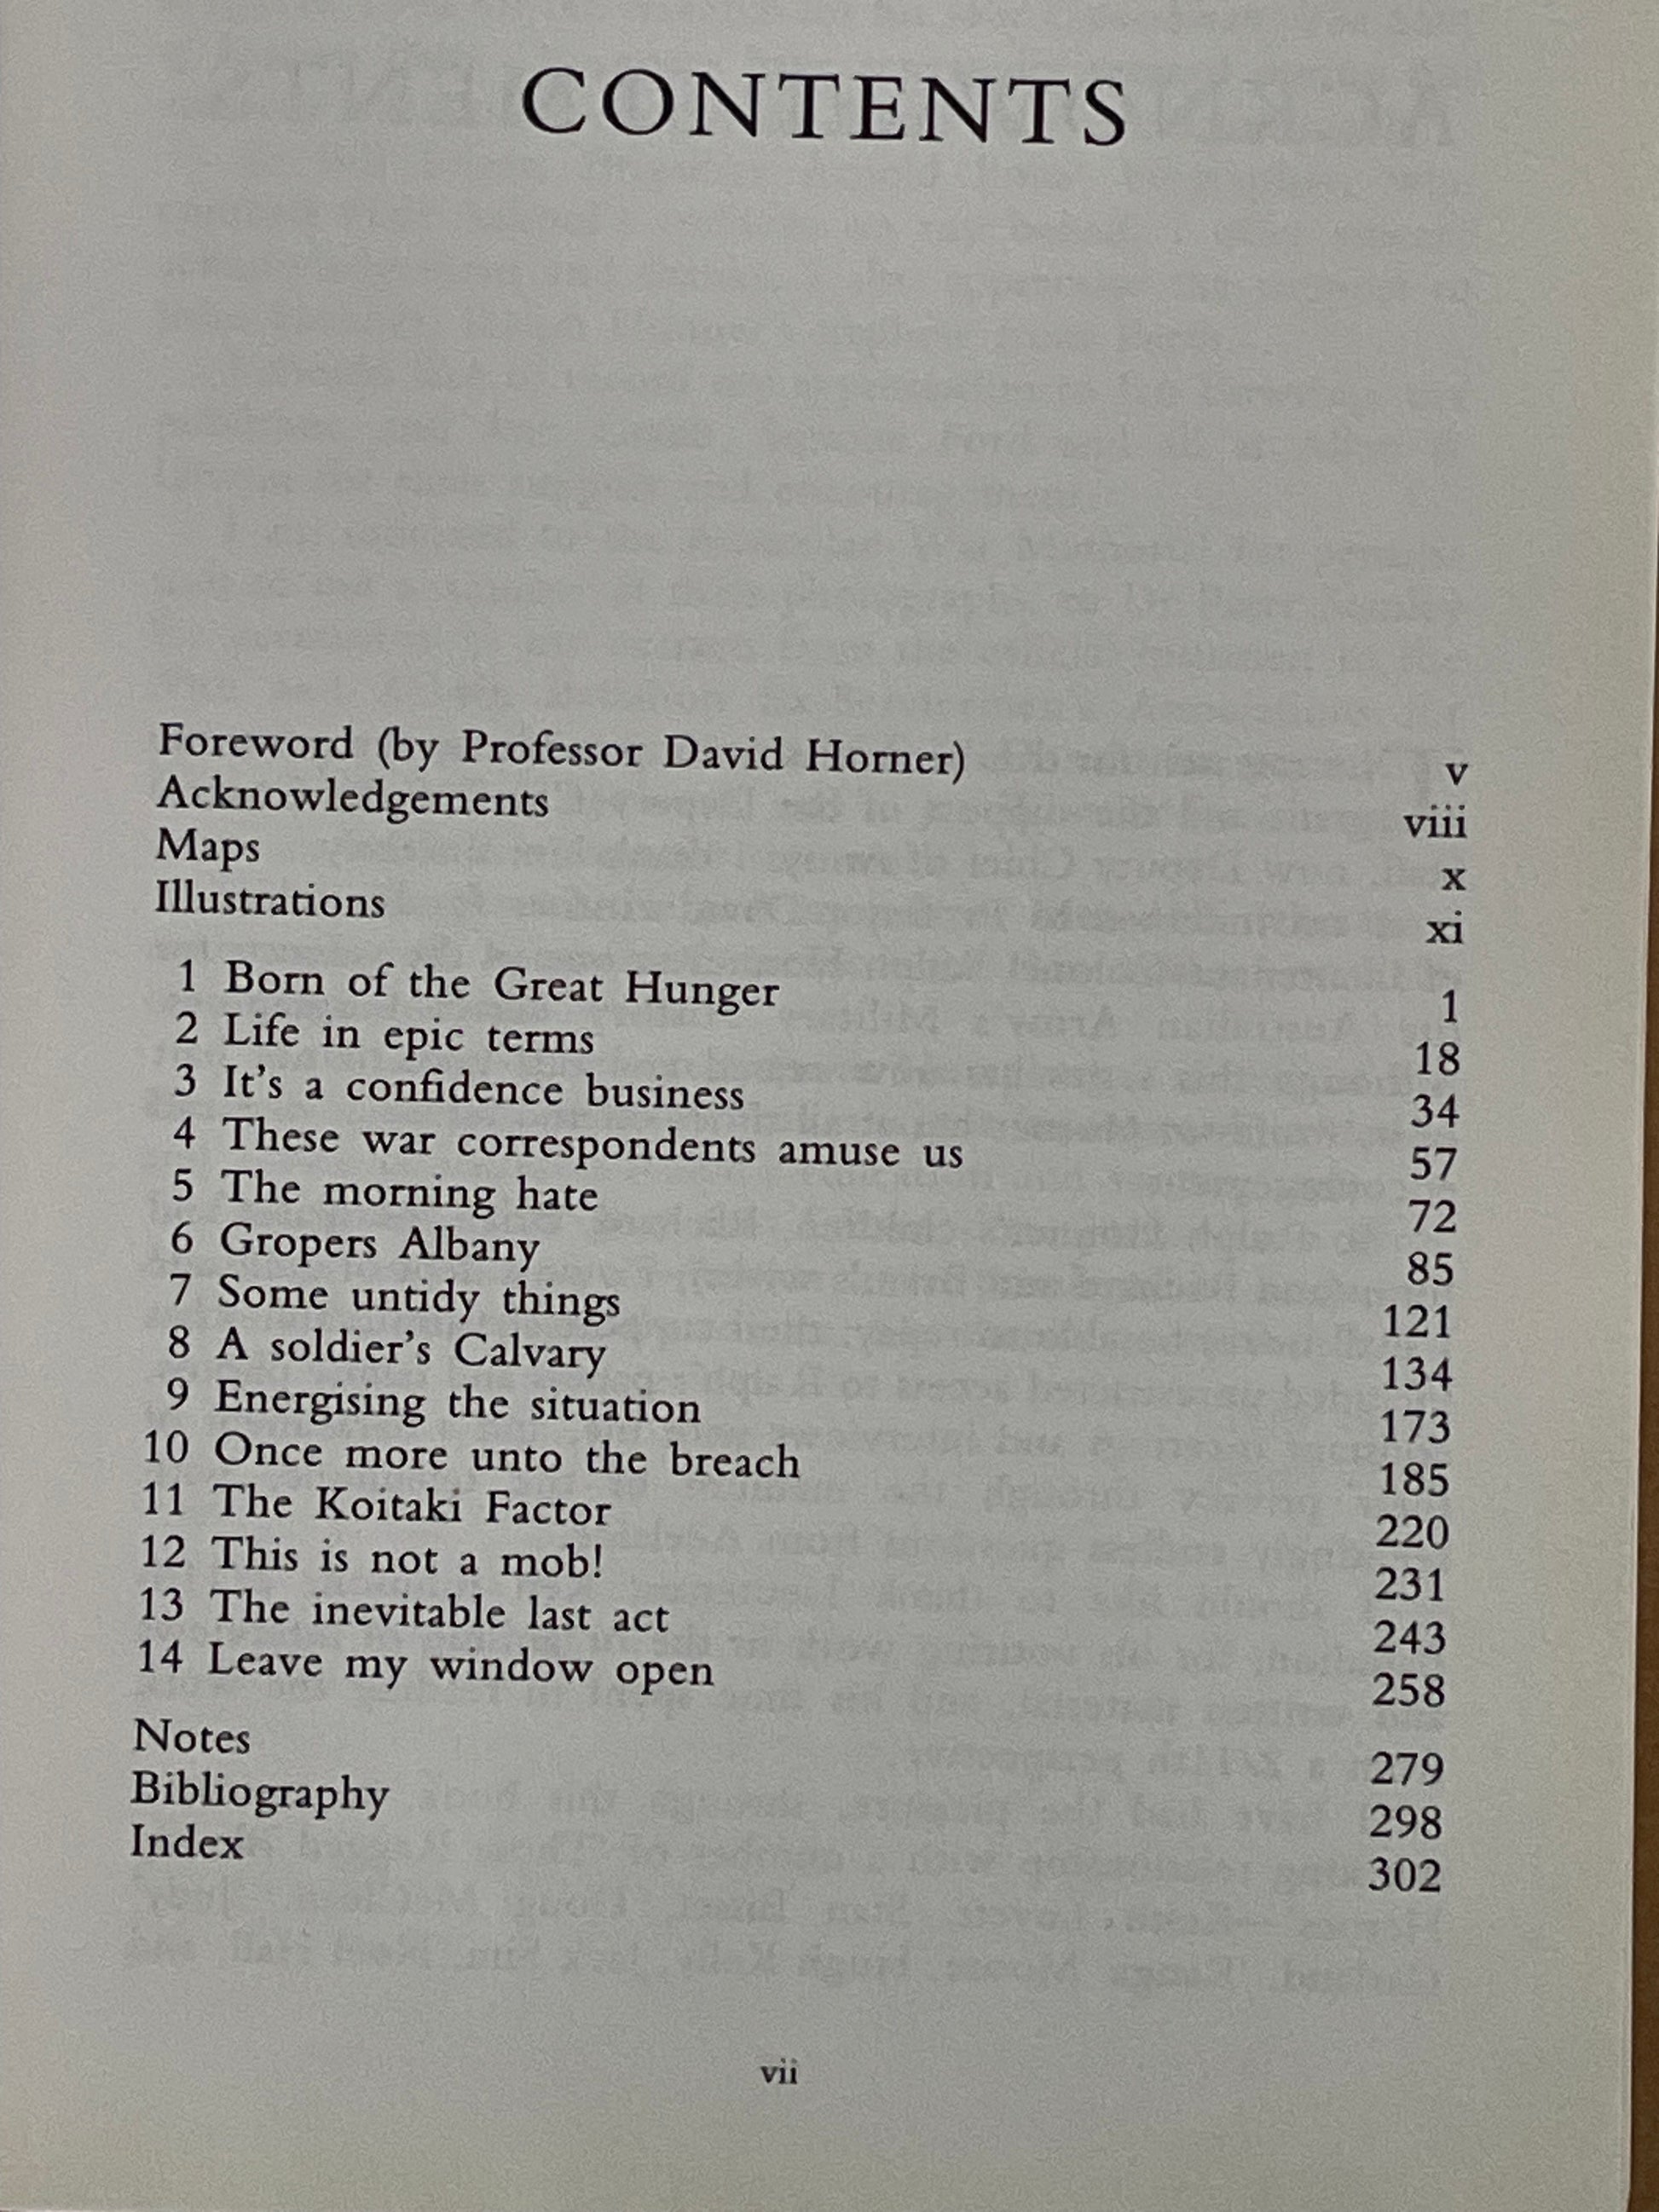 CONTENTS
Foreword (by Professor David Horner) v
Acknowledgements viii
Maps x
Illustrations xi
1 Born of the Great Hunger 1
2 Life in epic terms 18
3 It's a confidence business 34
4 These war correspondents amuse us 57
5 The morning hate 72
6 Gropers Albany 85
7 Some untidy things 121
8 A soldier's Calvary 134
9 Energising the situation 173
10 Once more unto the breach 185
11 The Koitaki Factor 220
12 This is not a mob! 231
13 The inevitable last act 243
14 Leave my window open 258
Notes 279
Bibliography 298
Index 302
vii